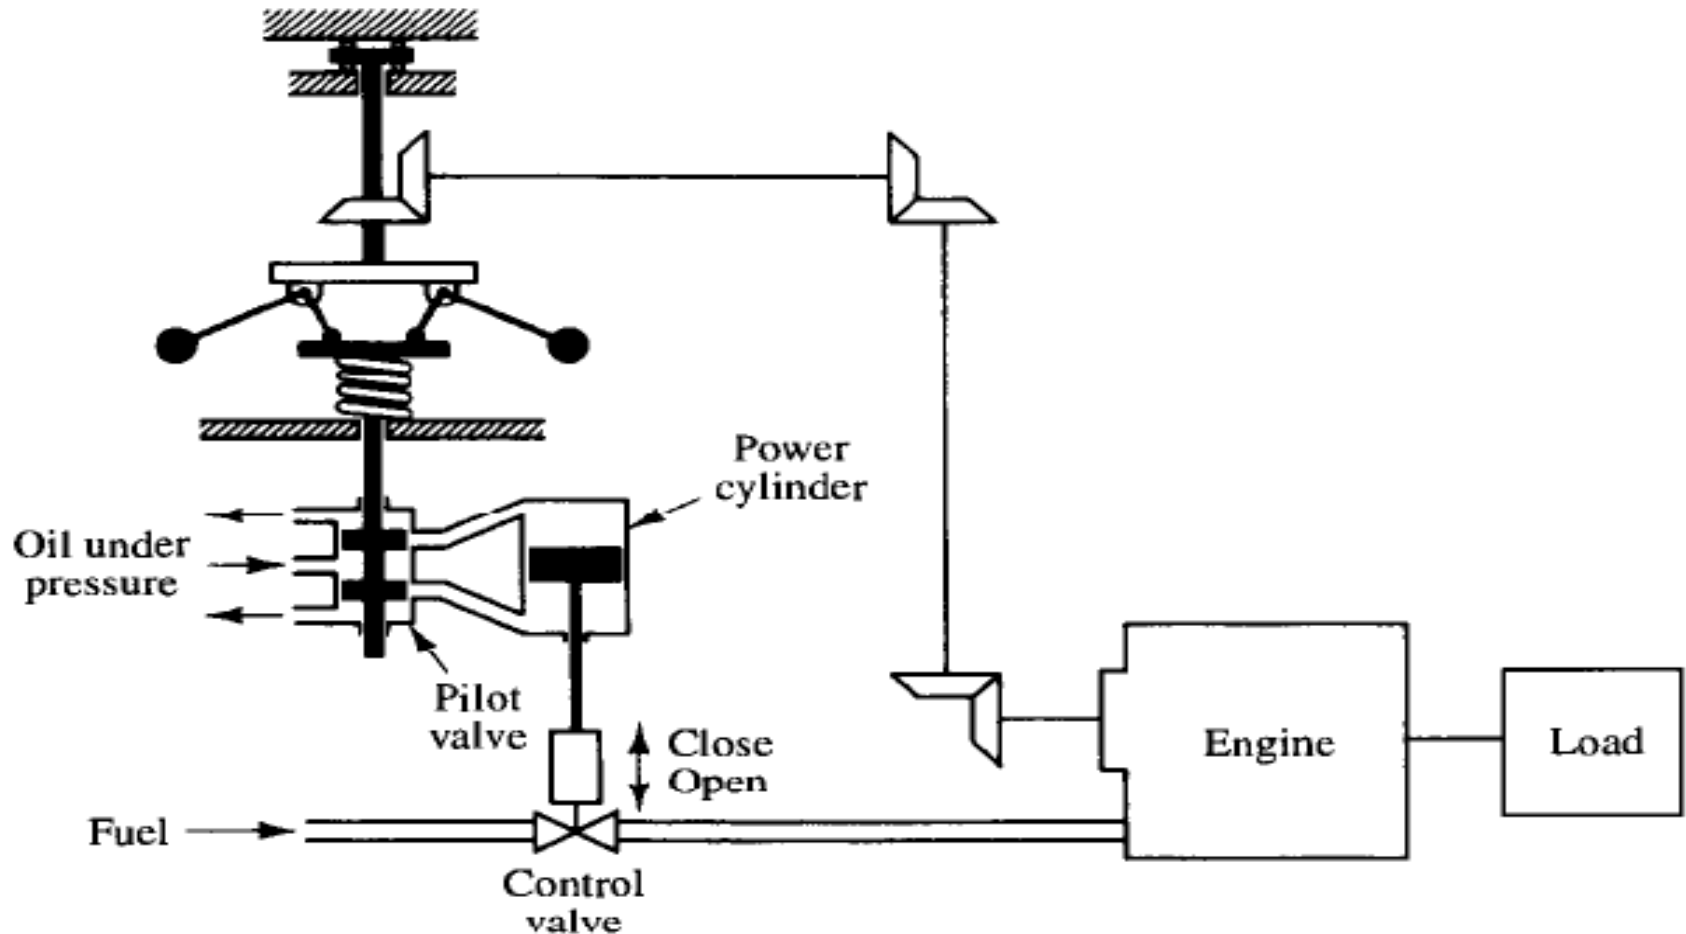 Power
cylinder
Oil under
pressure
Pilot
valve
Close
Open
Engine
Load
Fuel
Control
valve